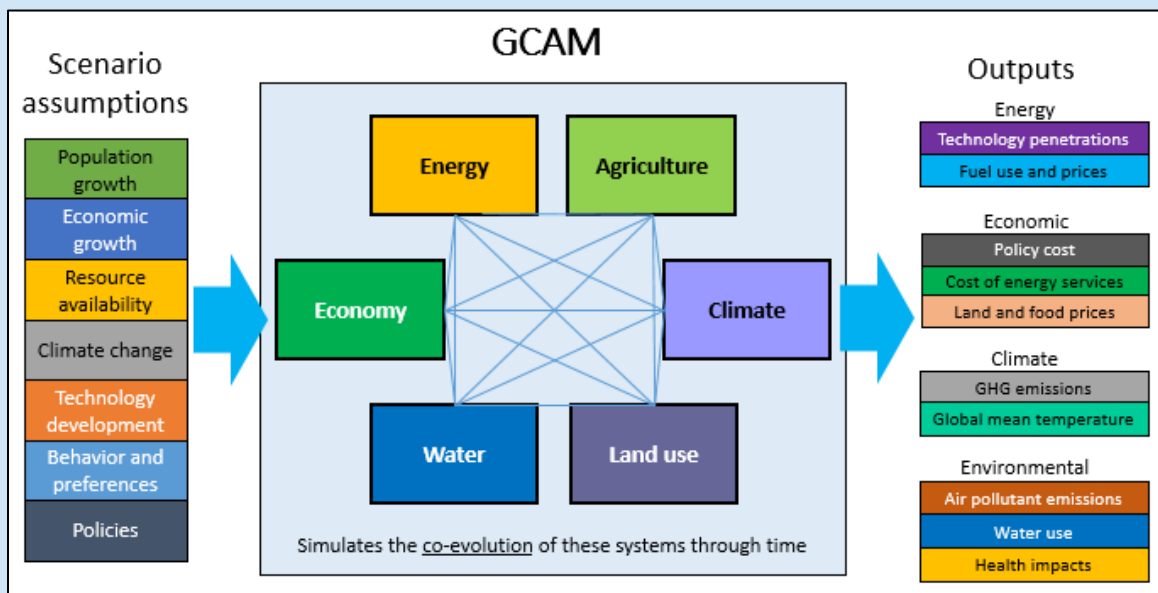 GCAM
Scenario
assumptions
Population
growth
Economic
growth
Resource
availability
Climate change
Technology
development
Behavior and
preferences
Policies
Energy
Agriculture
Economy
Climate
Water
Land use
Simulates the co-evolution of these systems through time
Outputs
Energy
Technology penetrations
Fuel use and prices
Economic
Policy cost
Cost of energy services
Land and food prices
Climate
GHG emissions
Global mean temperature
Environmental
Air pollutant emissions
Water use
Health impacts